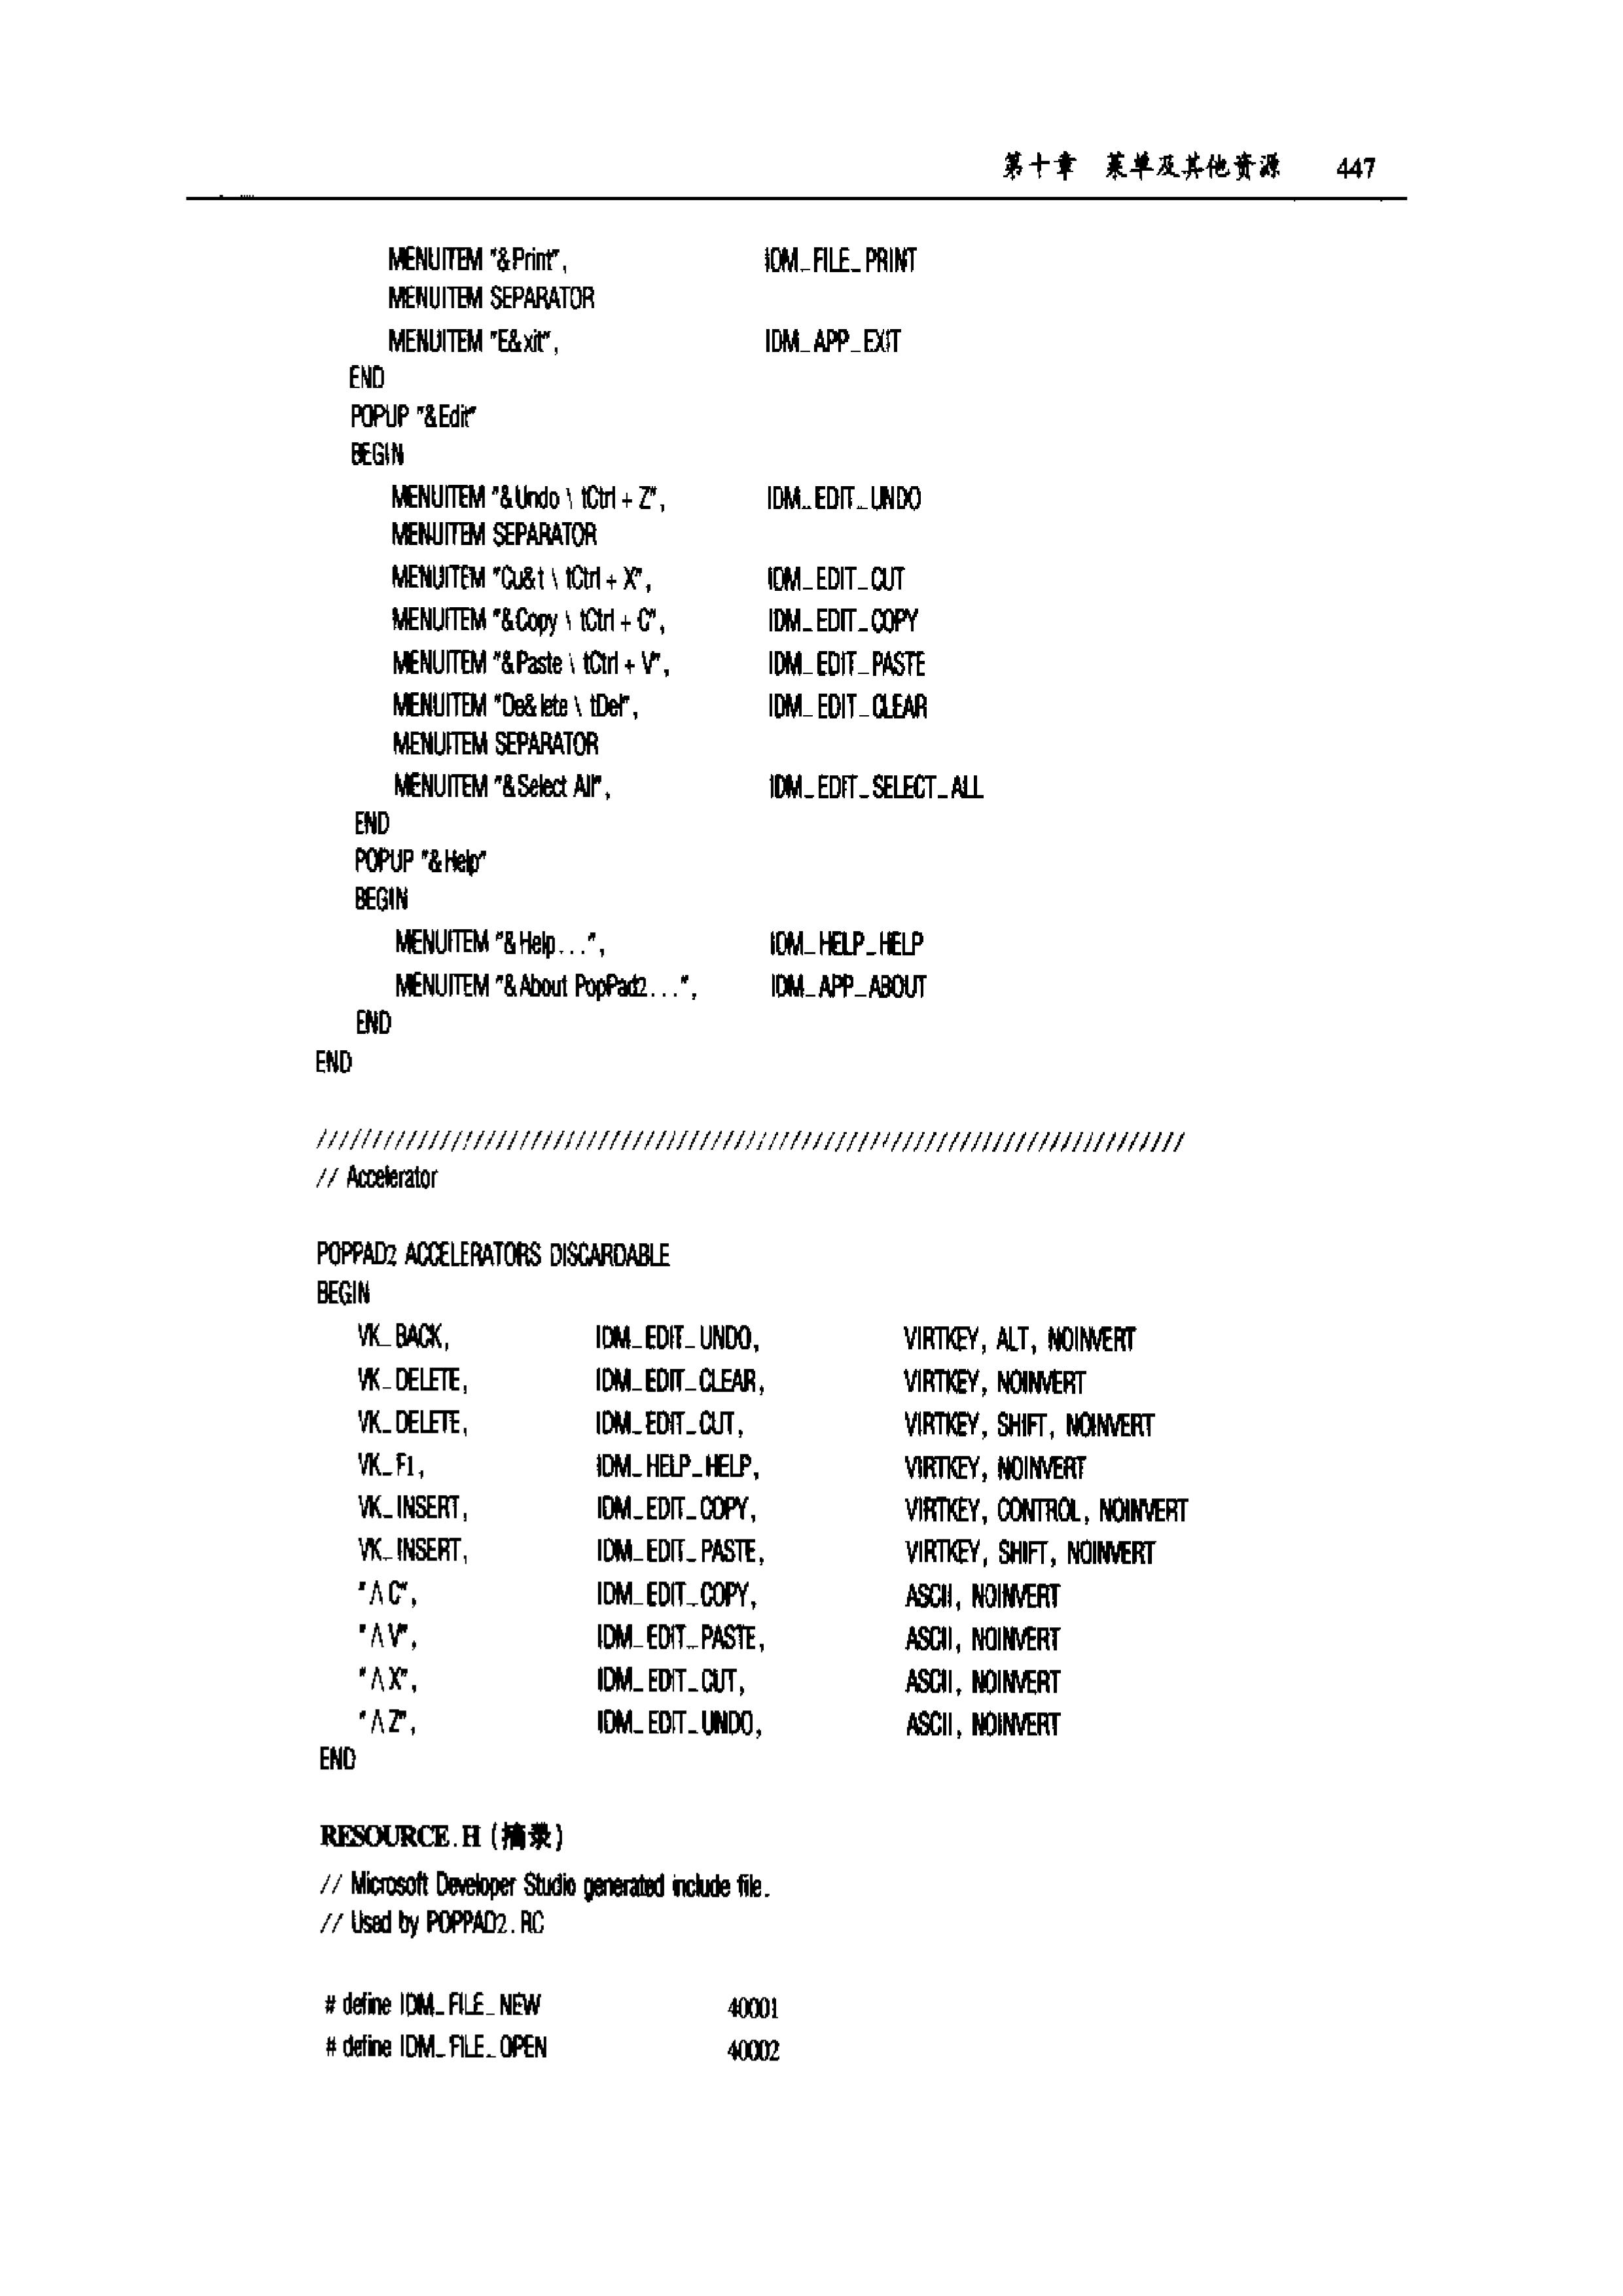 第十章 菜单及其他资源 447
MENUITEM "&Print", IDM_FILE_PRINT
MENUITEM SEPARATOR
MENUITEM "E&xit", IDM_APP_EXIT
END
POPUP "&Edit"
BEGIN
MENUITEM "&Undo \ tCtrl + Z", IDM_EDIT_UNDO
MENUITEM SEPARATOR
MENUITEM "Cu&t \ tCtrl + X", IDM_EDIT_CUT
MENUITEM "&Copy \ tCtrl + C", IDM_EDIT_COPY
MENUITEM "&Paste \ tCtrl + V", IDM_EDIT_PASTE
MENUITEM "De&lete \ tDel", IDM_EDIT_CLEAR
MENUITEM SEPARATOR
MENUITEM "&Select All", IDM_EDIT_SELECT_ALL
END
POPUP "&Help"
BEGIN
MENUITEM "&Help...", IDM_HELP_HELP
MENUITEM "&About PopPad2...", IDM_APP_ABOUT
END
END
/////////////////////////////////////////////////////////////////////////////
// Accelerator
POPPAD2 ACCELERATORS DISCARDABLE
BEGIN
VK_BACK, IDM_EDIT_UNDO, VIRTKEY, ALT, NOINVERT
VK_DELETE, IDM_EDIT_CLEAR, VIRTKEY, NOINVERT
VK_DELETE, IDM_EDIT_CUT, VIRTKEY, SHIFT, NOINVERT
VK_F1, IDM_HELP_HELP, VIRTKEY, NOINVERT
VK_INSERT, IDM_EDIT_COPY, VIRTKEY, CONTROL, NOINVERT
VK_INSERT, IDM_EDIT_PASTE, VIRTKEY, SHIFT, NOINVERT
"∧C", IDM_EDIT_COPY, ASCII, NOINVERT
"∧V", IDM_EDIT_PASTE, ASCII, NOINVERT
"∧X", IDM_EDIT_CUT, ASCII, NOINVERT
"∧Z", IDM_EDIT_UNDO, ASCII, NOINVERT
END
RESOURCE.H (摘录)
// Microsoft Developer Studio generated include file.
// Used by POPPAD2.RC
# define IDM_FILE_NEW 40001
# define IDM_FILE_OPEN 40002